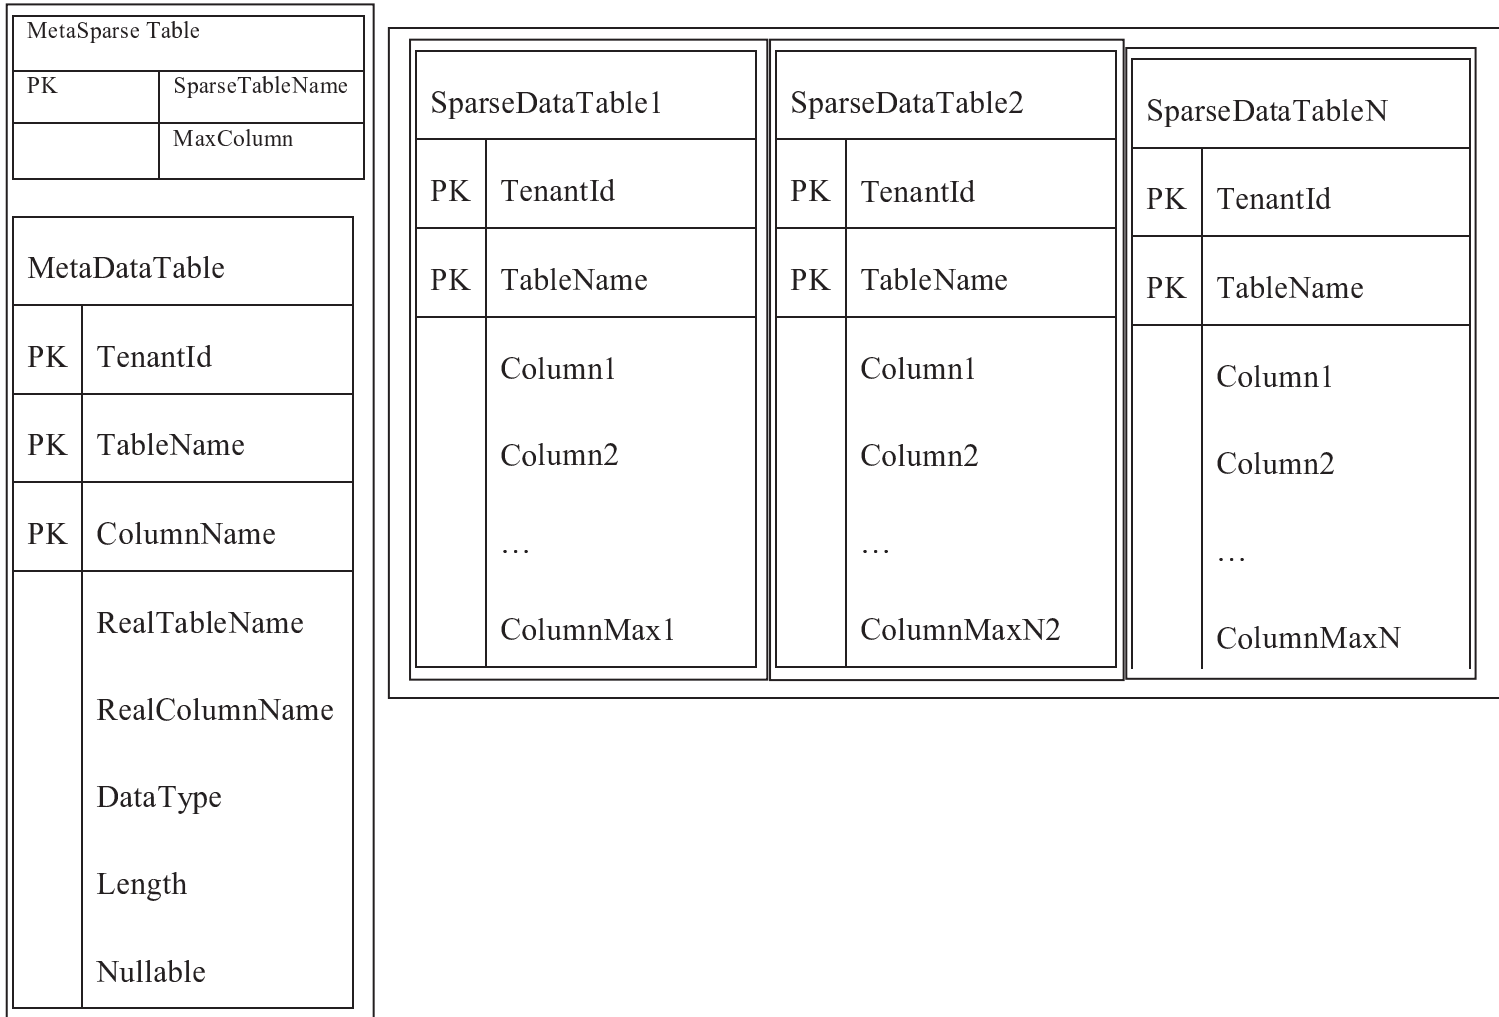 MetaSparse Table
PK SparseTableName
MaxColumn
MetaDataTable
PK TenantId
PK TableName
PK ColumnName
RealTableName
RealColumnName
DataType
Length
Nullable
SparseDataTable1
PK TenantId
PK TableName
Column1
Column2
…
ColumnMax1
SparseDataTable2
PK TenantId
PK TableName
Column1
Column2
…
ColumnMaxN2
SparseDataTableN
PK TenantId
PK TableName
Column1
Column2
…
ColumnMaxN